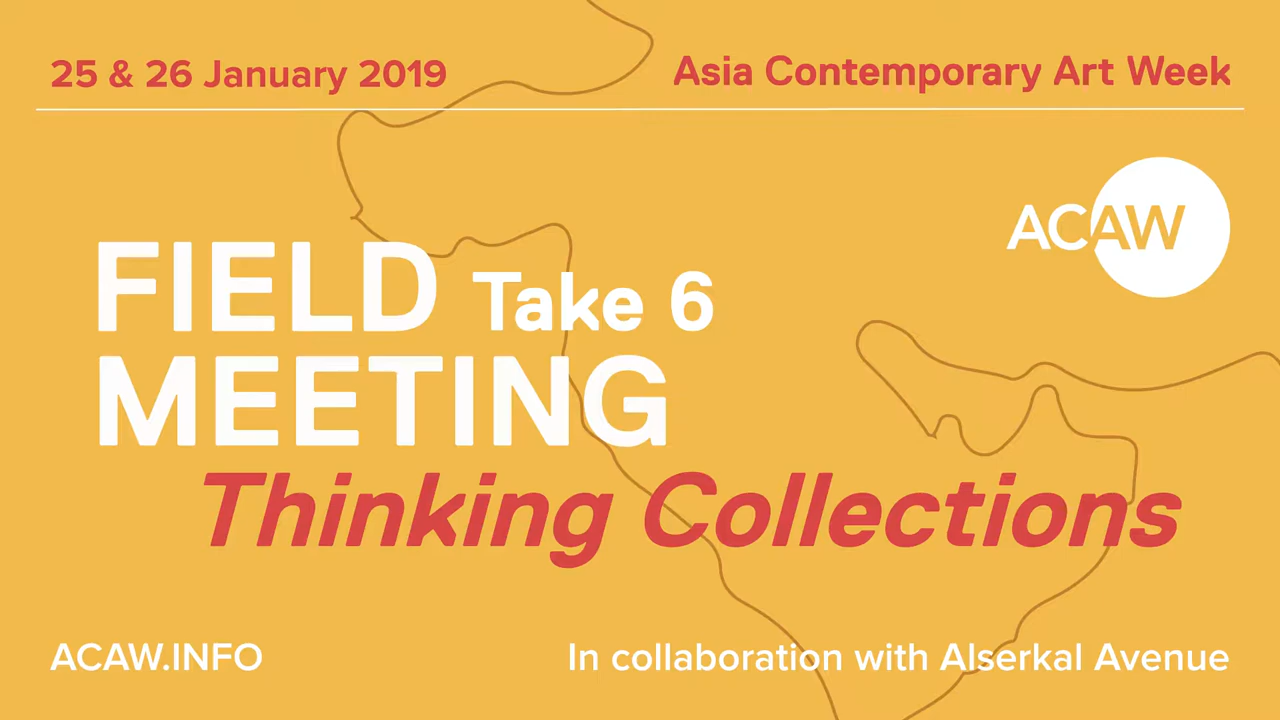 25 & 26 January 2019
Asia Contemporary Art Week
ACAW
FIELD Take 6
MEETING
Thinking Collections
ACAW.INFO
In collaboration with Alserkal Avenue